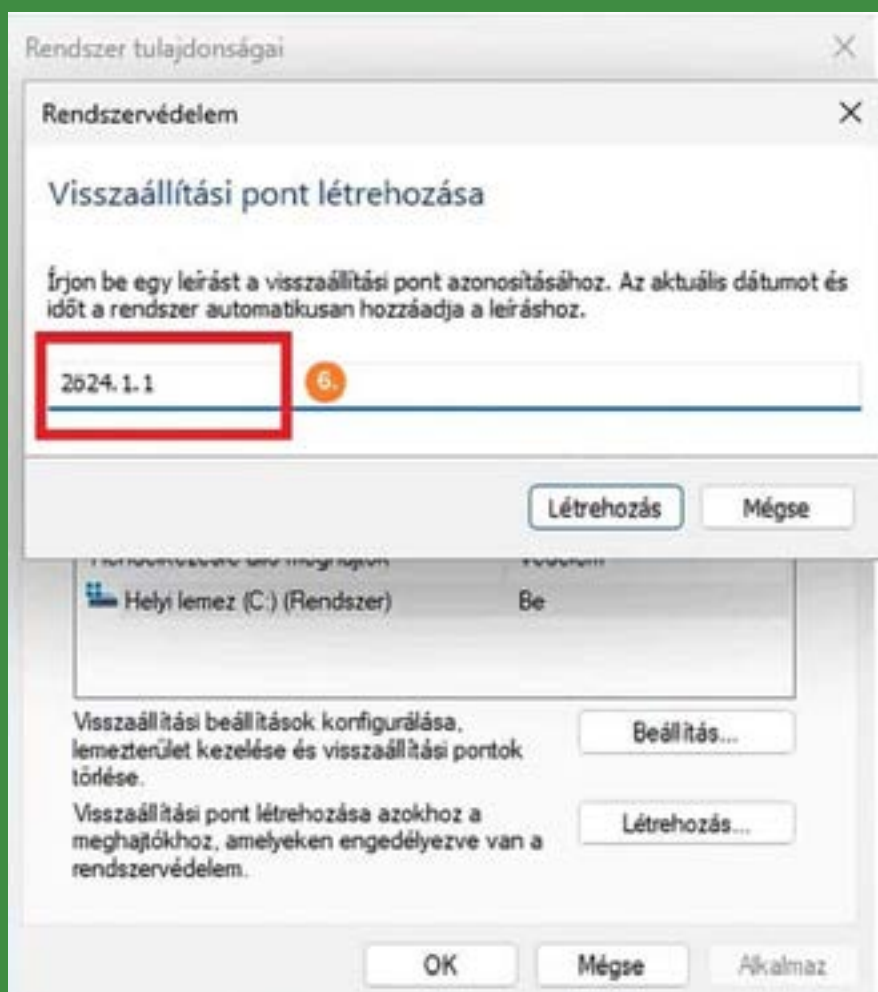 Rendszer tulajdonságai
Rendszervédelem
Visszaállítási pont létrehozása
Írjon be egy leírást a visszaállítási pont azonosításához. Az aktuális dátumot és
időt a rendszer automatikusan hozzáadja a leíráshoz.
2624.1.1
6.
Létrehozás Mégse
Helyi lemez (C:) (Rendszer) Be
Visszaállítási beállítások konfigurálása,
lemezterület kezelése és visszaállítási pontok
törlése.
Beállítás...
Visszaállítási pont létrehozása azokhoz a
meghajtókhoz, amelyeken engedélyezve van a
rendszervédelem.
Létrehozás...
OK Mégse Alkalmaz